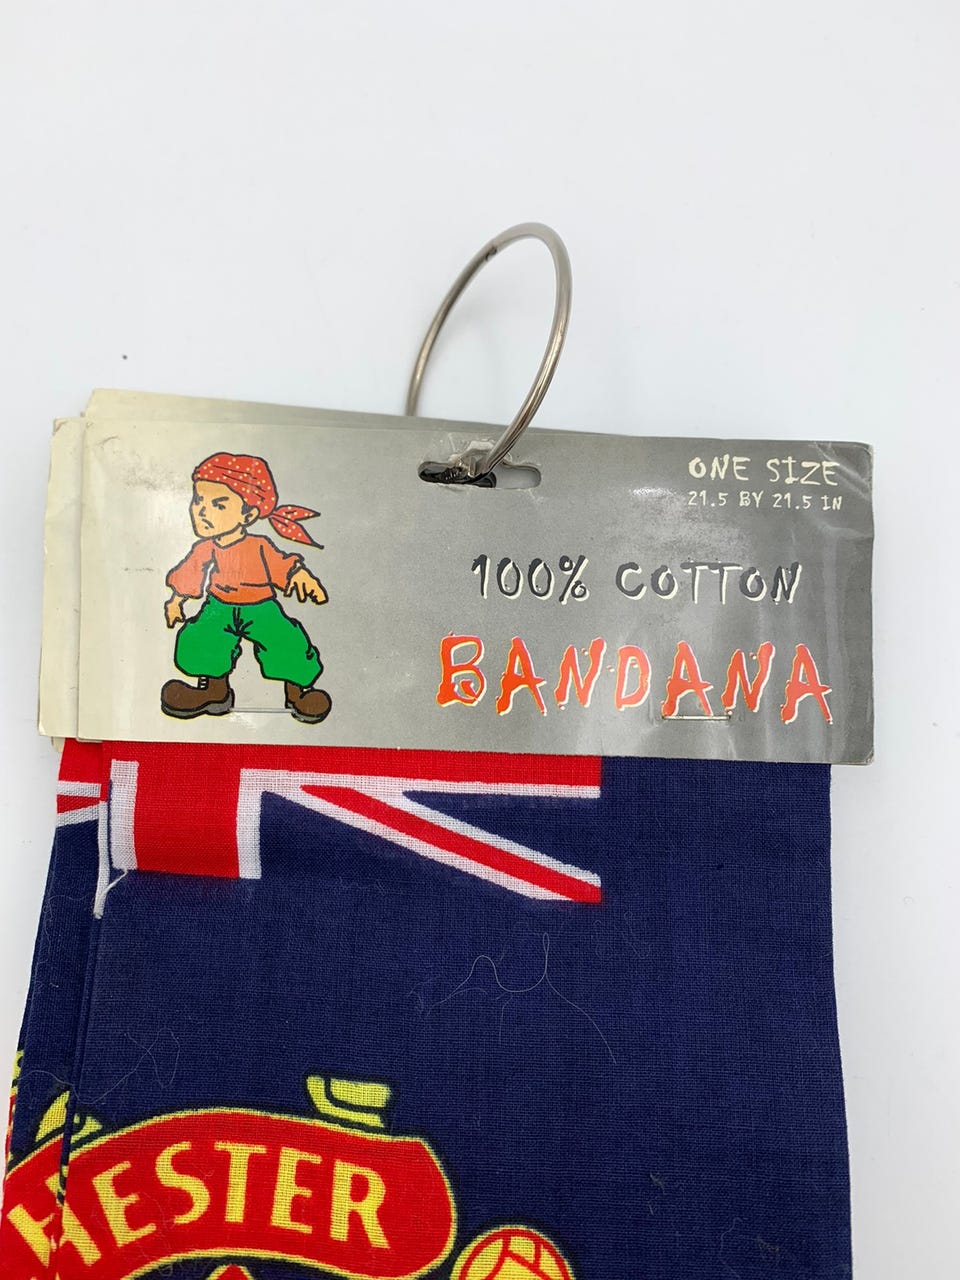 ONE SIZE
21.5 BY 21.5 IN
100% COTTON
BANDANA
HESTER